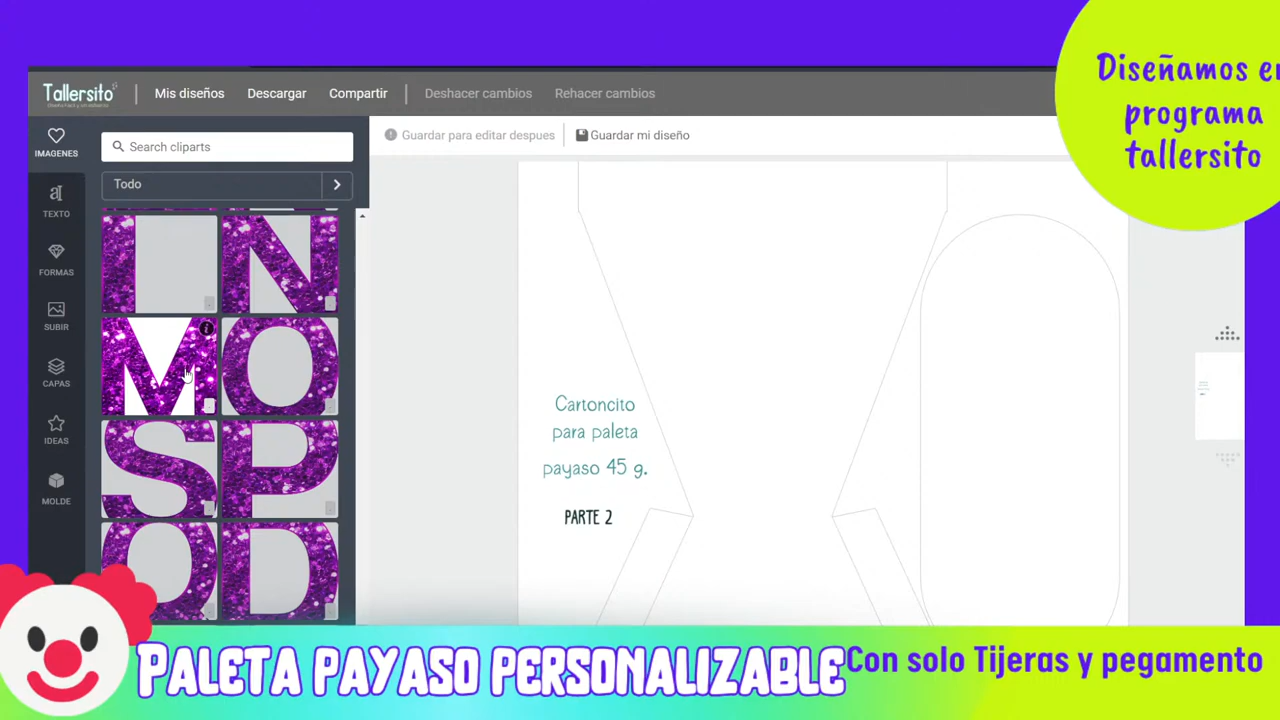 Diseñamos en
programa
tallersito
Tallersito
Mis diseños
Descargar
Compartir
Deshacer cambios
Rehacer cambios
IMAGENES
Search cliparts
Guardar para editar despues
Guardar mi diseño
Todo
TEXTO
FORMAS
SUBIR
CAPAS
IDEAS
MOLDE
I N
M O
S P
D
Cartoncito
para paleta
payaso 45 g.
PARTE 2
PALETA PAYASO PERSONALIZABLE
Con solo Tijeras y pegamento